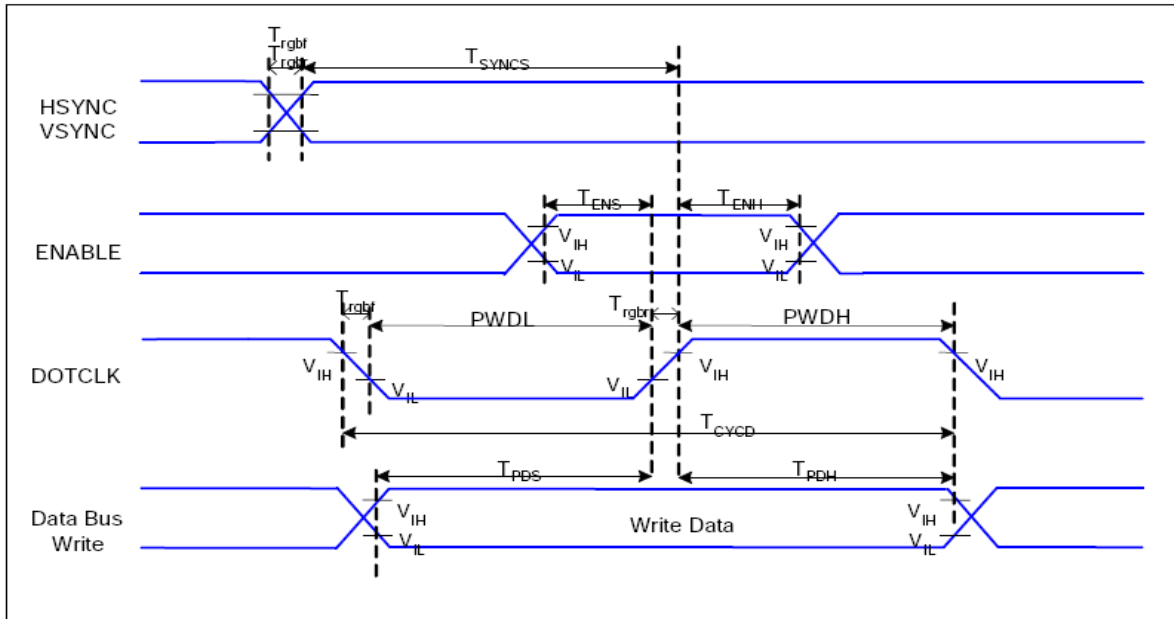 Trgbf
Trgbr
TSYNCS
HSYNC
VSYNC
TENS
TENH
VIH
VIH
ENABLE
VIL
VIL
Trgbf
PWDL
Trgbr
PWDH
DOTCLK
VIH
VIL
VIL
VIH
VIH
TCYCD
TPDS
TPDH
Data Bus
Write
VIH
Write Data
VIH
VIL
VIL